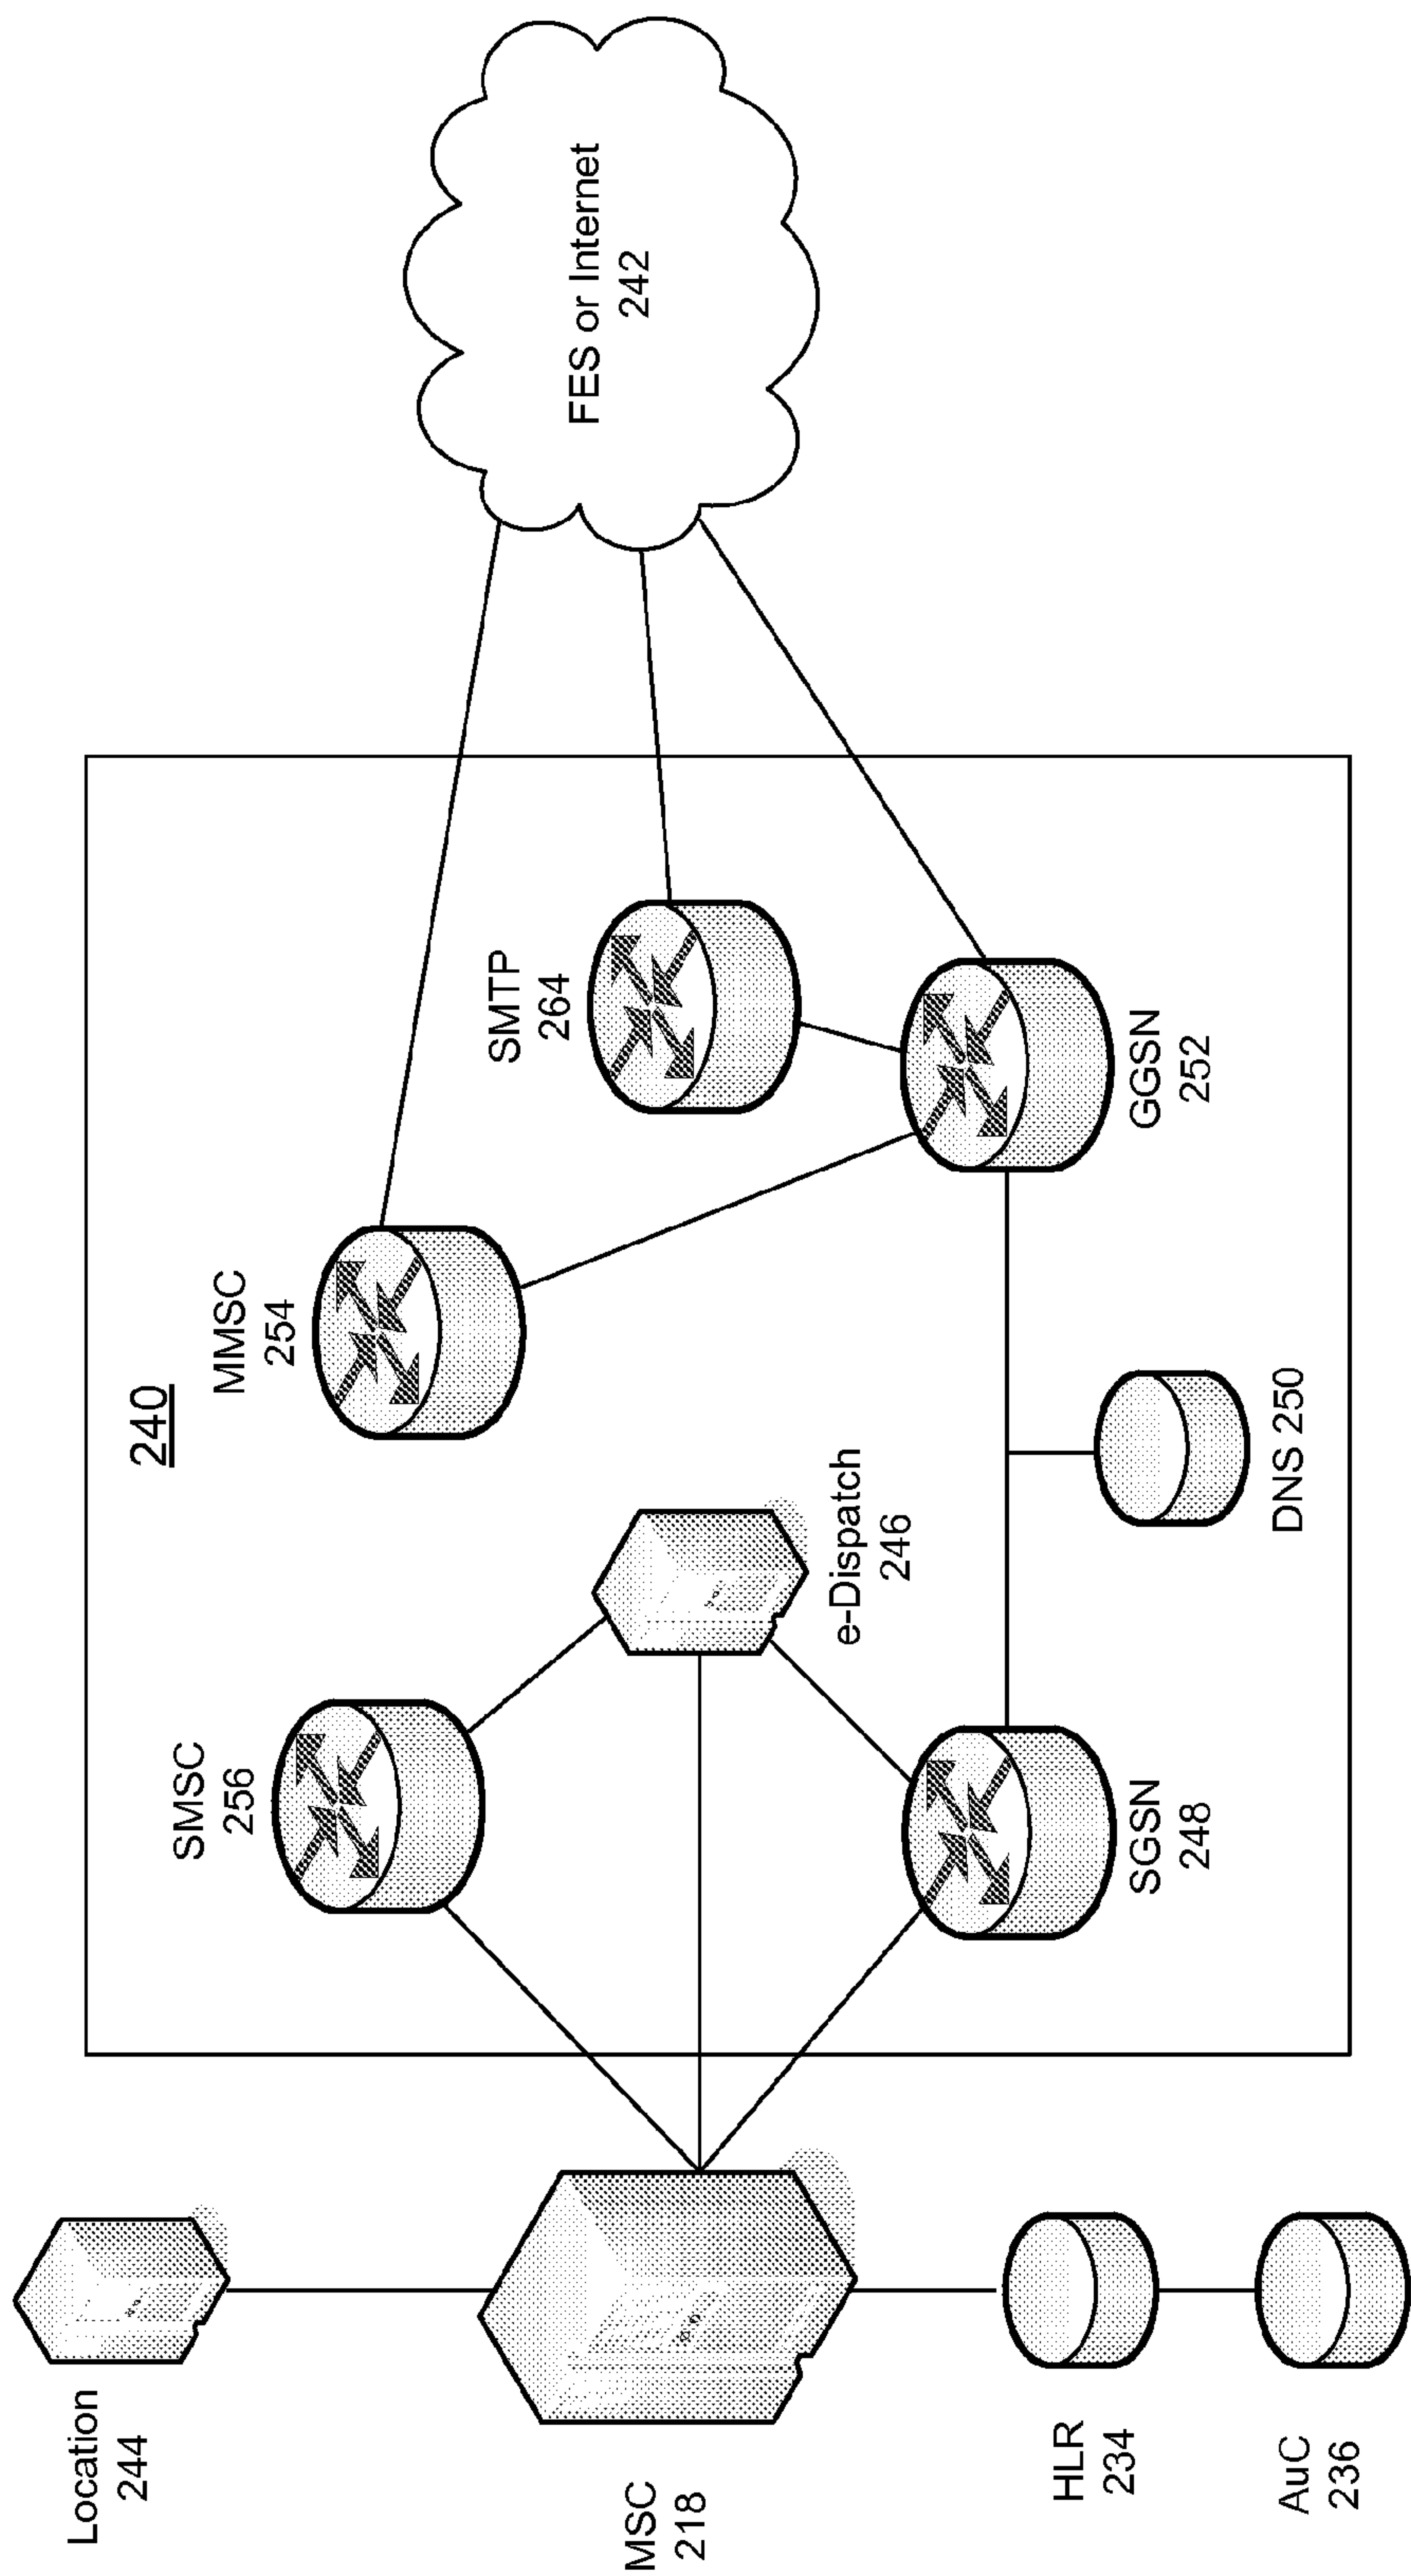 Location
244
MSC
218
HLR
234
AuC
236
240
SMSC
256
e-Dispatch
246
SGSN
248
MMSC
254
SMTP
264
GGSN
252
DNS 250
FES or Internet
242